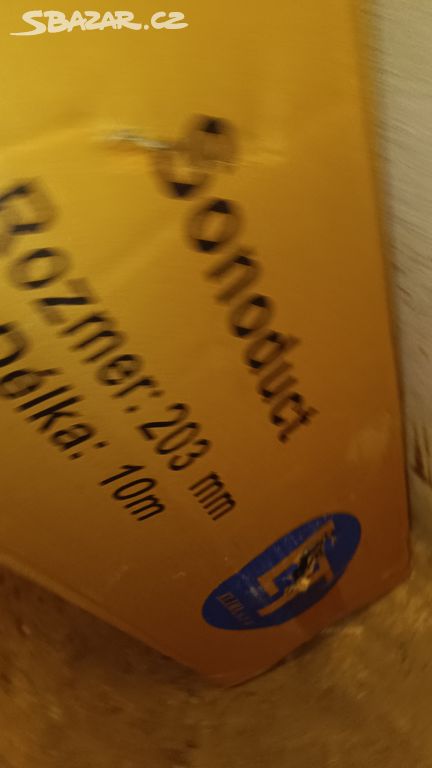 SBAZAR.CZ
Sonoduct
Rozmer: 203 mm
Délka: 10m